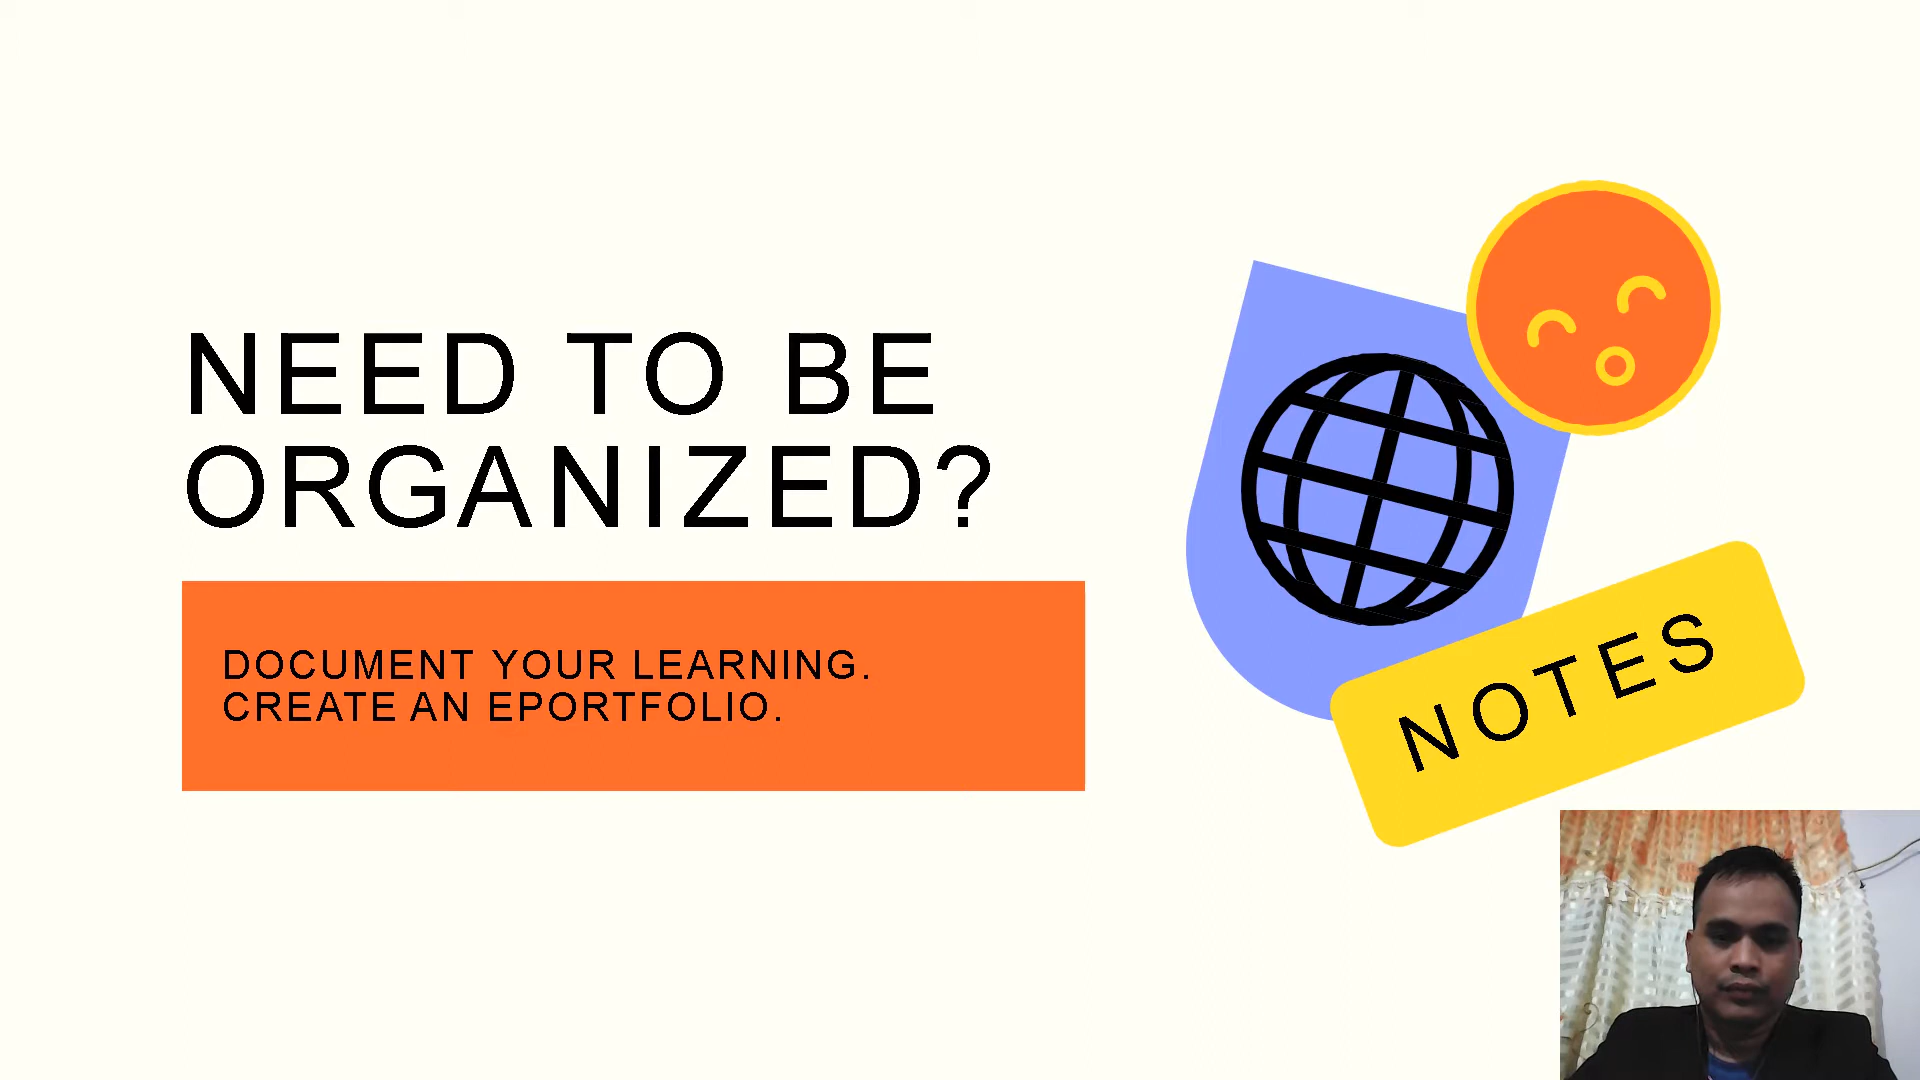 NEED TO BE
ORGANIZED?
DOCUMENT YOUR LEARNING.
CREATE AN EPORTFOLIO.
NOTES